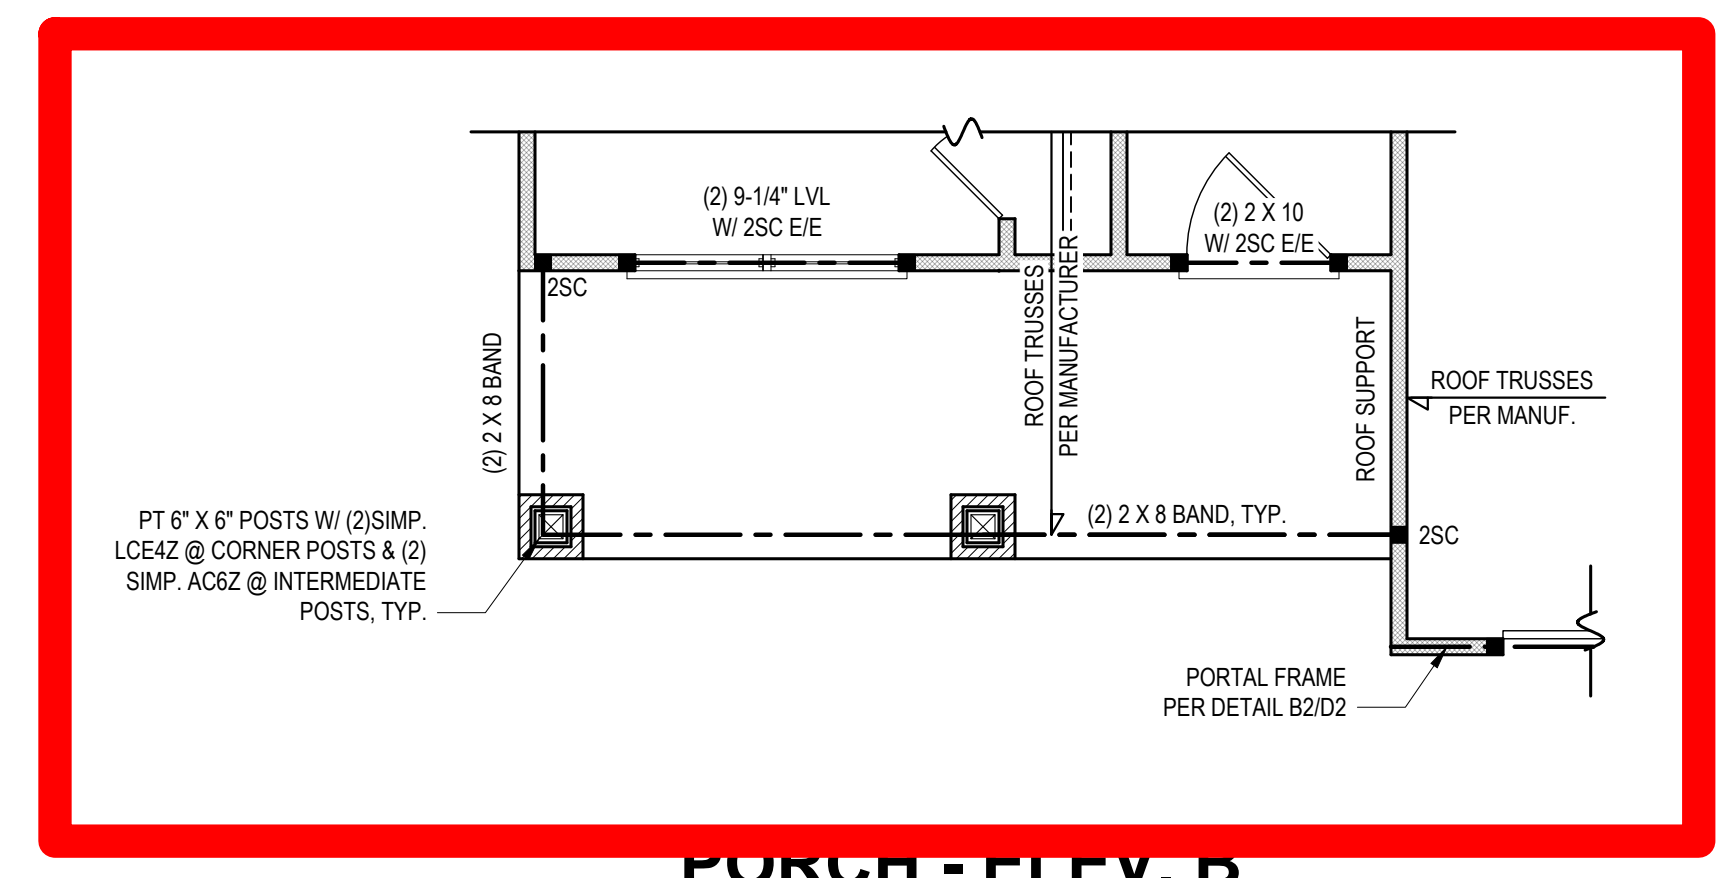 (2) 9-1/4" LVL
W/ 2SC E/E
(2) 2 X 10
W/ 2SC E/E
2SC
(2) 2 X 8 BAND
ROOF TRUSSES
PER MANUFACTURER
ROOF SUPPORT
ROOF TRUSSES
PER MANUF.
PT 6" X 6" POSTS W/ (2)SIMP.
LCE4Z @ CORNER POSTS & (2)
SIMP. AC6Z @ INTERMEDIATE
POSTS, TYP.
(2) 2 X 8 BAND, TYP.
2SC
PORTAL FRAME
PER DETAIL B2/D2
PORCH - ELEV. B